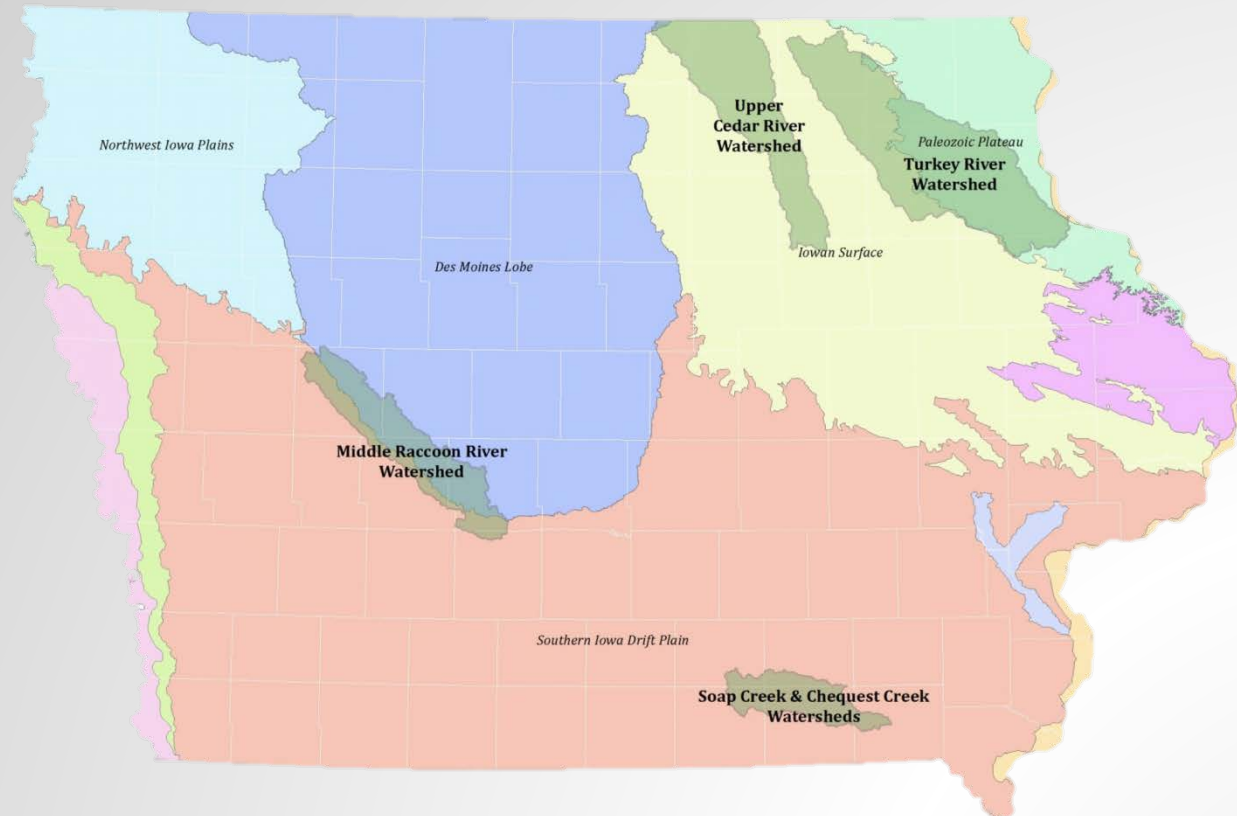 Upper
Cedar River
Watershed
Northwest Iowa Plains
Paleozoic Plateau
Turkey River
Watershed
Iowan Surface
Des Moines Lobe
Middle Raccoon River
Watershed
Southern Iowa Drift Plain
Soap Creek & Chequest Creek
Watersheds